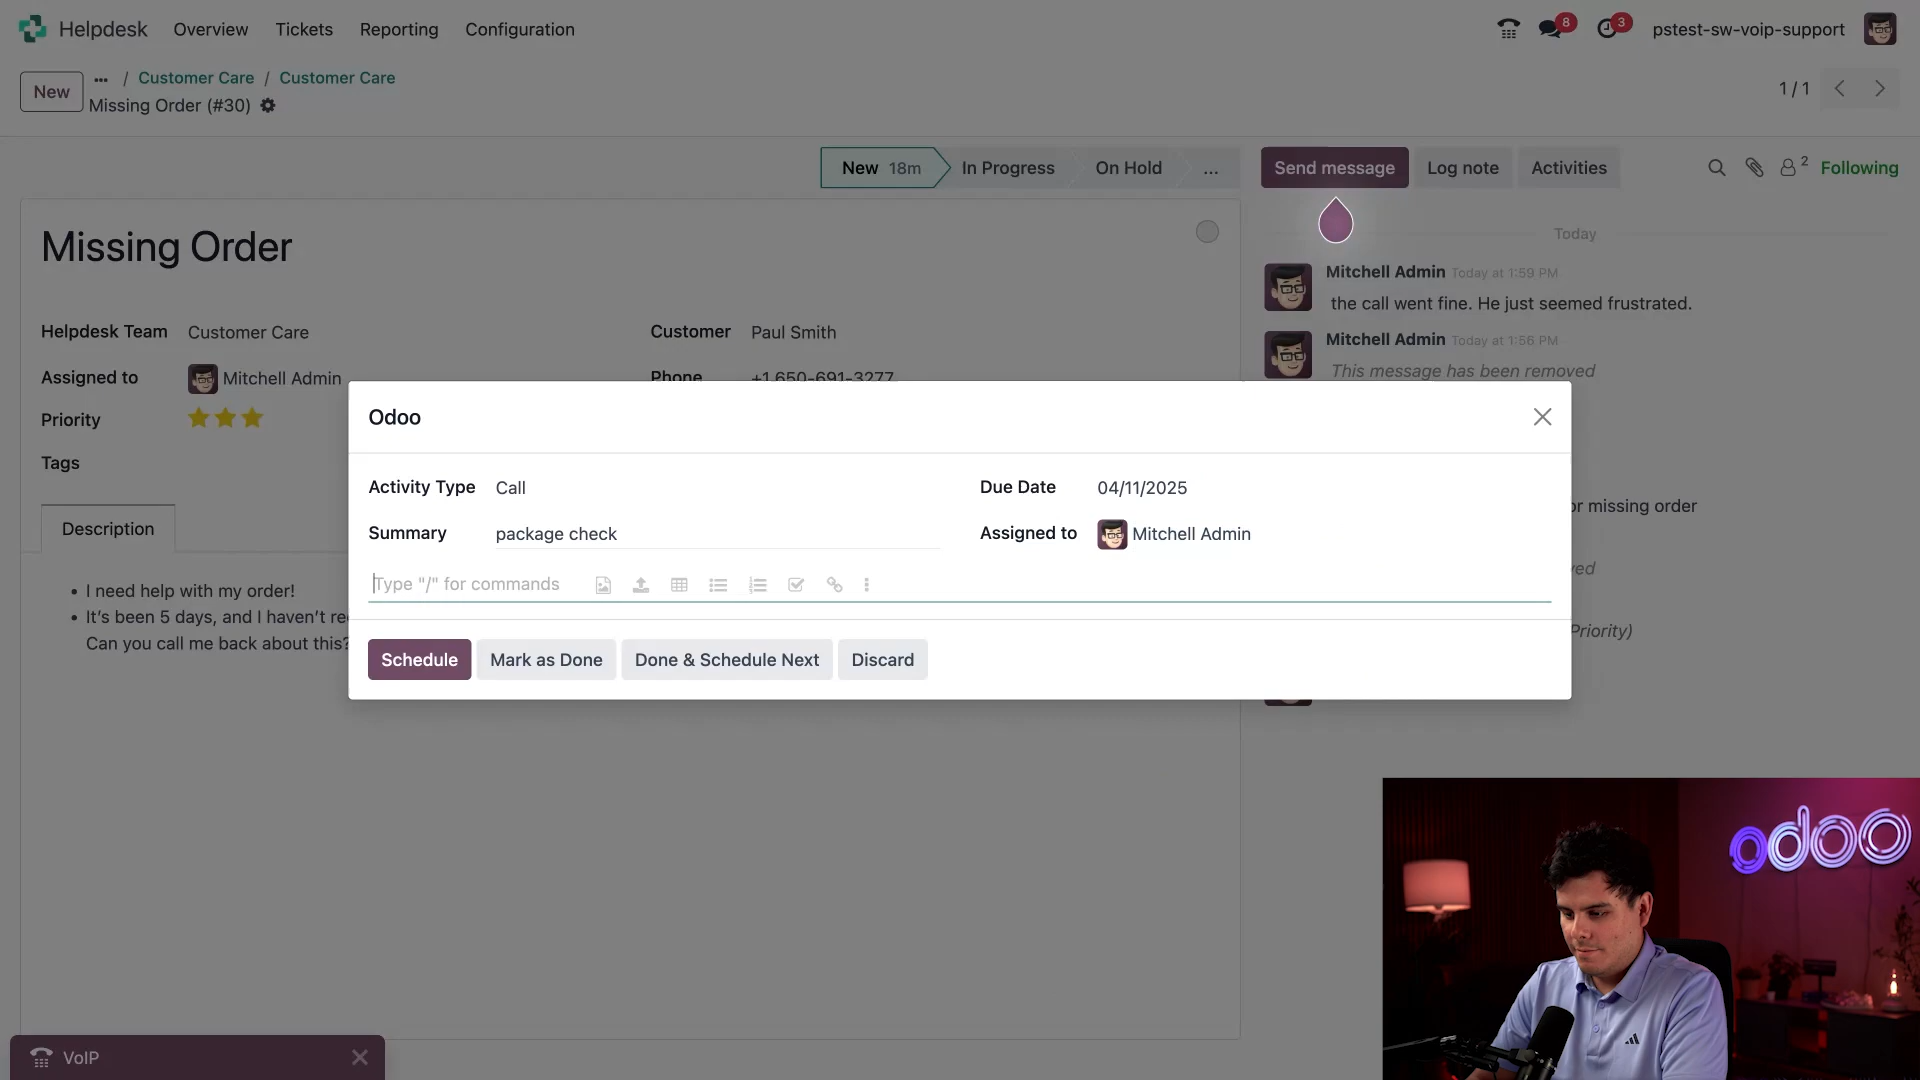 Helpdesk Overview Tickets Reporting Configuration
8 3 pstest-sw-voip-support
New ... / Customer Care / Customer Care
Missing Order (#30)
1 / 1
New 18m In Progress On Hold ...
Send message Log note Activities 2 Following
Missing Order
Today
Mitchell Admin Today at 1:59 PM
the call went fine. He just seemed frustrated.
Mitchell Admin Today at 1:56 PM
This message has been removed
Helpdesk Team Customer Care
Customer Paul Smith
Assigned to Mitchell Admin
Phone +1 650-691-3277
Priority
Tags
Odoo
Activity Type Call
Due Date 04/11/2025
Summary package check
Assigned to Mitchell Admin
Type "/" for commands
Schedule Mark as Done Done & Schedule Next Discard
missing order
Priority)
Description
I need help with my order!
It's been 5 days, and I haven't re
Can you call me back about this?
VoIP
odoo